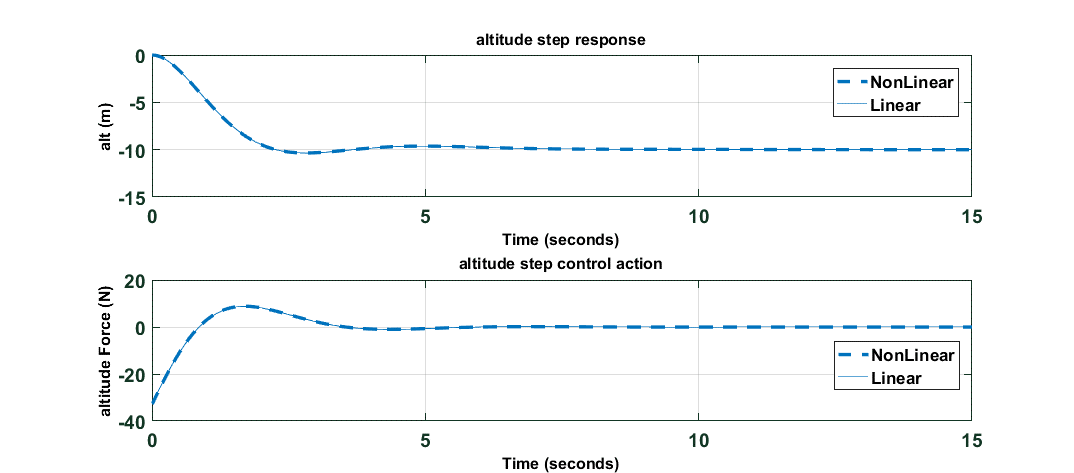 altitude step response
0
-5
-10
-15
alt (m)
NonLinear
Linear
0 5 10 15
Time (seconds)
altitude step control action
20
0
-20
-40
altitude Force (N)
NonLinear
Linear
0 5 10 15
Time (seconds)